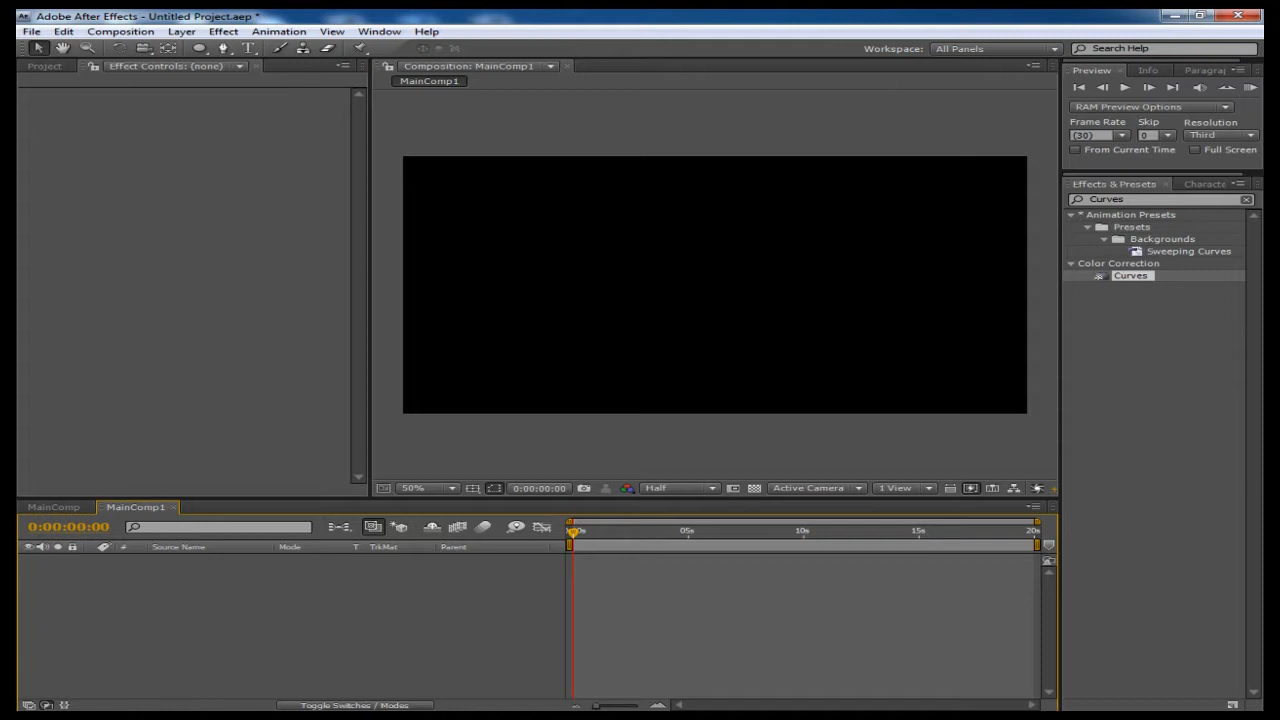 Ae Adobe After Effects - Untitled Project.aep *
File Edit Composition Layer Effect Animation View Window Help
T Workspace: All Panels Search Help
Project Effect Controls: (none) Composition: MainComp1 Preview Info Paragrap
MainComp1
RAM Preview Options
Frame Rate Skip Resolution
(30) 0 Third
From Current Time Full Screen
Effects & Presets Characte
Curves
* Animation Presets
Presets
Backgrounds
Sweeping Curves
Color Correction
Curves
50% 0:00:00:00 Half Active Camera 1 View
MainComp MainComp1
0:00:00:00 05s 10s 15s 20s
# Source Name Mode T TrkMat Parent
Toggle Switches / Modes